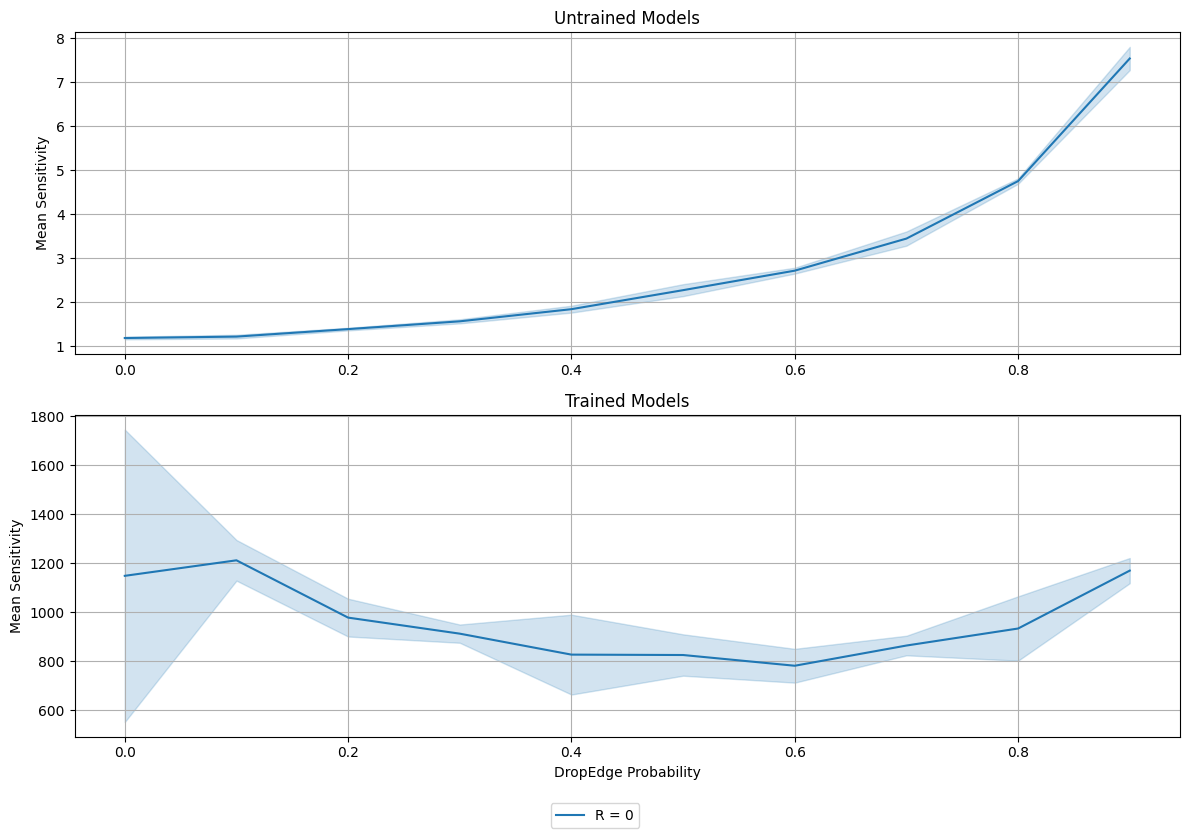 Untrained Models
Mean Sensitivity
8
7
6
5
4
3
2
1
0.0 0.2 0.4 0.6 0.8
Trained Models
Mean Sensitivity
1800
1600
1400
1200
1000
800
600
0.0 0.2 0.4 0.6 0.8
DropEdge Probability
R = 0